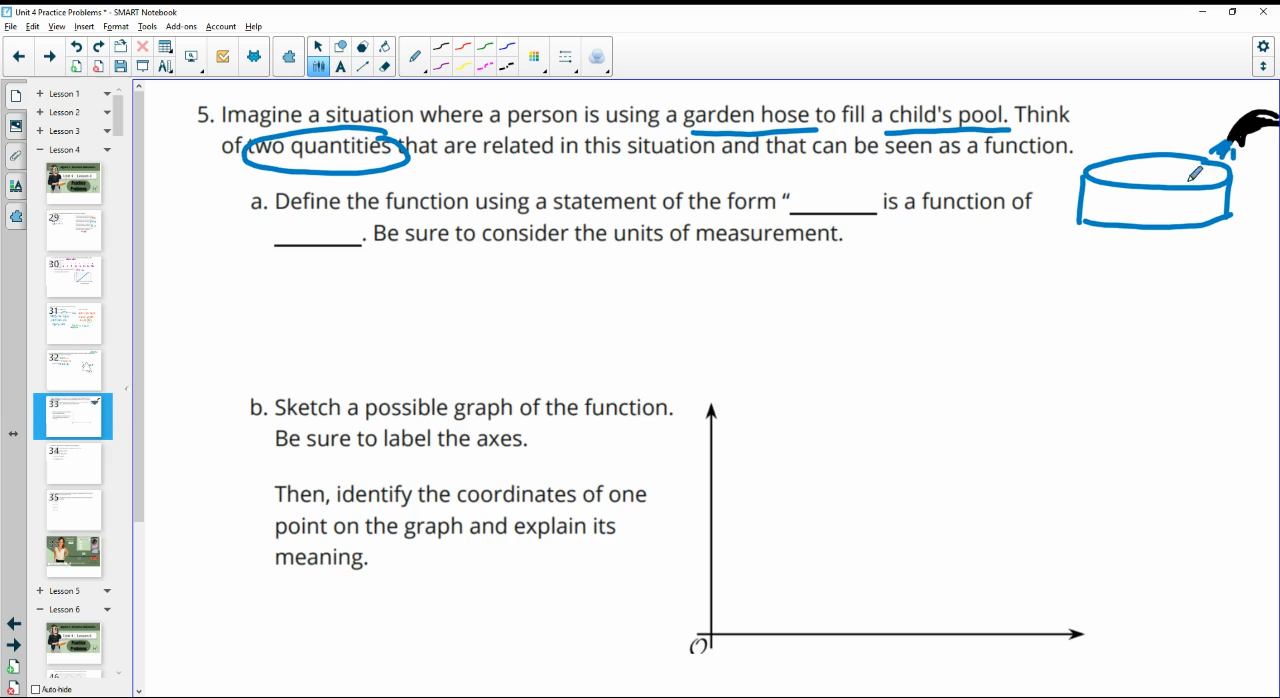 Unit 4 Practice Problems * - SMART Notebook
File Edit View Insert Format Tools Add-ons Account Help
Lesson 1
Lesson 2
Lesson 3
Lesson 4
29
30
31
32
33
34
35
Lesson 5
Lesson 6
46
Auto-hide
5. Imagine a situation where a person is using a garden hose to fill a child's pool. Think
of two quantities that are related in this situation and that can be seen as a function.
a. Define the function using a statement of the form “________ is a function of
________. Be sure to consider the units of measurement.
b. Sketch a possible graph of the function.
Be sure to label the axes.
Then, identify the coordinates of one
point on the graph and explain its
meaning.
O